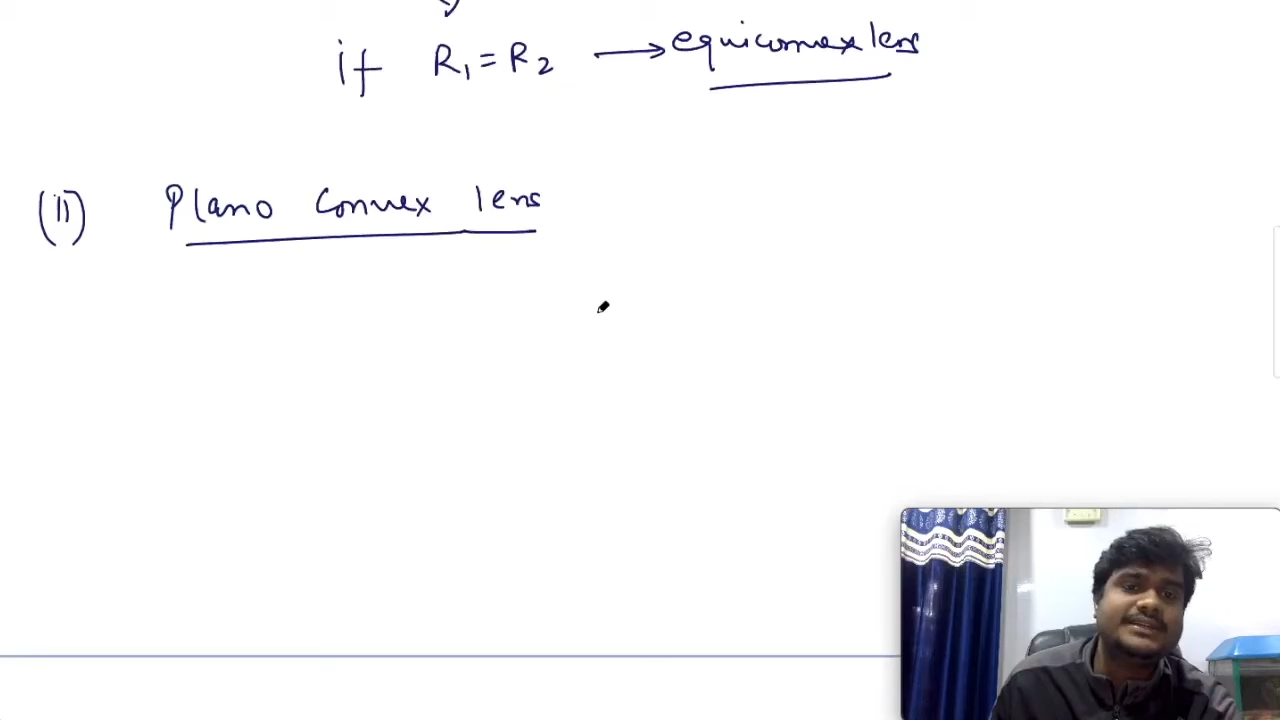 if R₁ = R₂ → equiconvex lens
(ii) Plano Convex lens